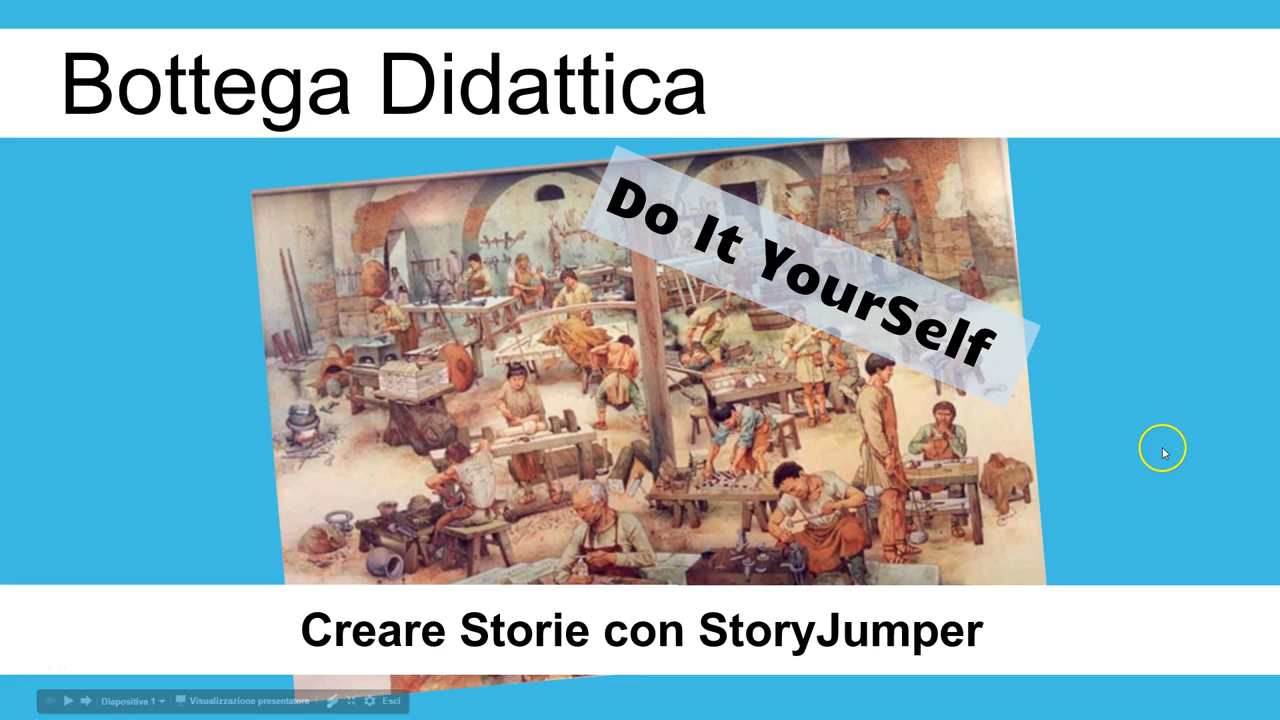 Bottega Didattica
Do It YourSelf
Creare Storie con StoryJumper
Diapositiva 1 Visualizzazione presentatore Esci